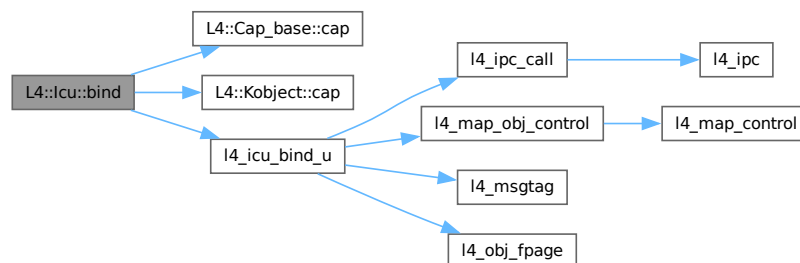 L4::Cap_base::cap
l4_ipc_call
l4_ipc
L4::Icu::bind
L4::Kobject::cap
l4_map_obj_control
l4_map_control
l4_icu_bind_u
l4_msgtag
l4_obj_fpage